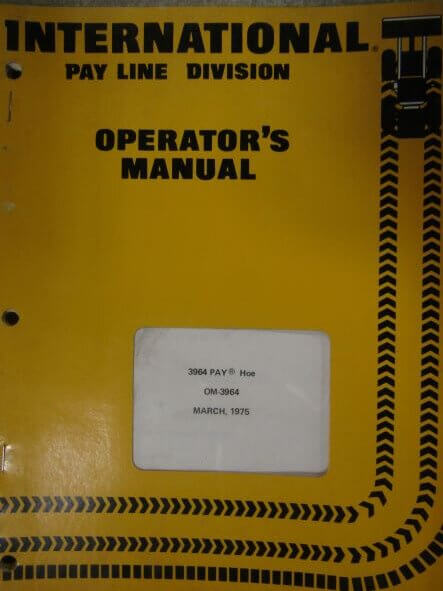 INTERNATIONAL®
PAY LINE DIVISION
OPERATOR'S
MANUAL
3964 PAY® Hoe
OM-3964
MARCH, 1975